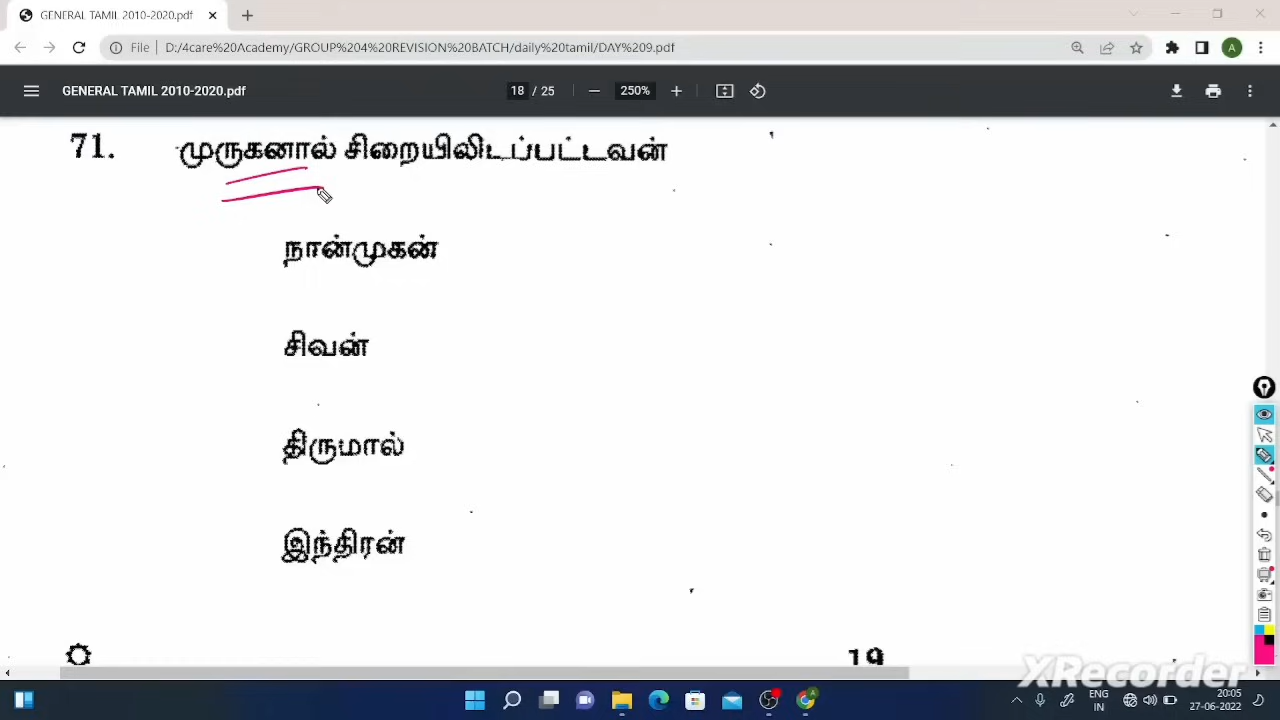 GENERAL TAMIL 2010-2020.pdf
File D:/4care%20Academy/GROUP%204%20REVISION%20BATCH/daily%20tamil/DAY%209.pdf
A
GENERAL TAMIL 2010-2020.pdf 18 / 25 250%
71. முருகனால் சிறையிலிடப்பட்டவன்
நான்முகன்
சிவன்
திருமால்
இந்திரன்
19
XRecorder
ENG 20:05
IN 27-06-2022